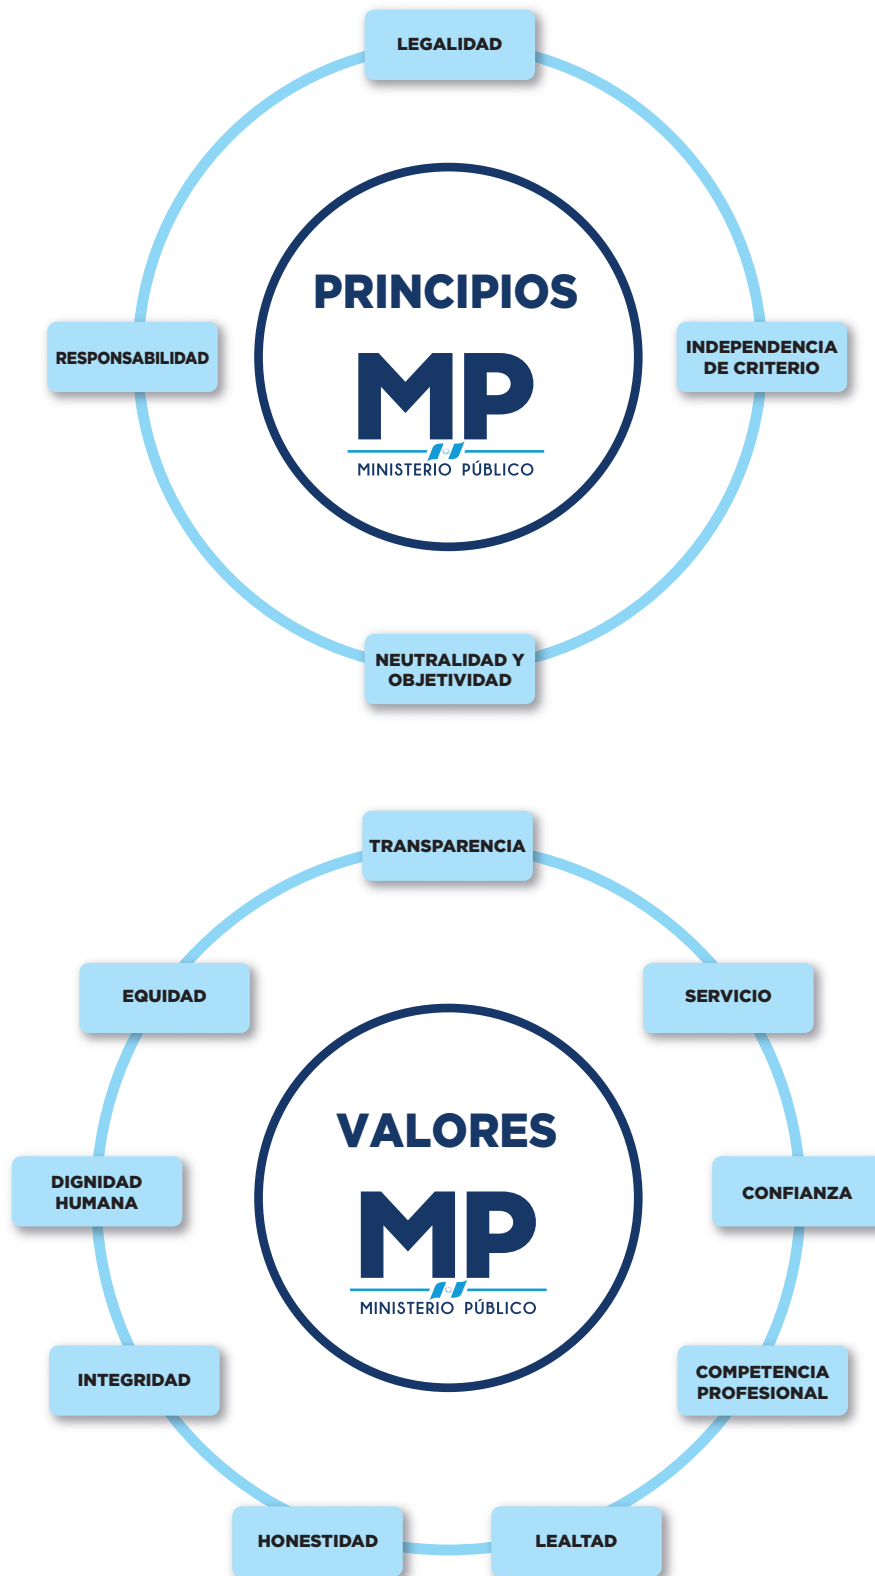 LEGALIDAD
PRINCIPIOS
MP
MINISTERIO PÚBLICO
RESPONSABILIDAD
INDEPENDENCIA
DE CRITERIO
NEUTRALIDAD Y
OBJETIVIDAD
TRANSPARENCIA
EQUIDAD
SERVICIO
VALORES
MP
MINISTERIO PÚBLICO
DIGNIDAD
HUMANA
CONFIANZA
INTEGRIDAD
COMPETENCIA
PROFESIONAL
HONESTIDAD
LEALTAD